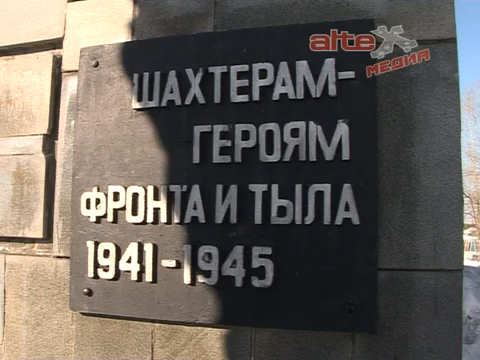 alteX
МЕДИА
ШАХТЕРАМ-
ГЕРОЯМ
ФРОНТА И ТЫЛА
1941-1945